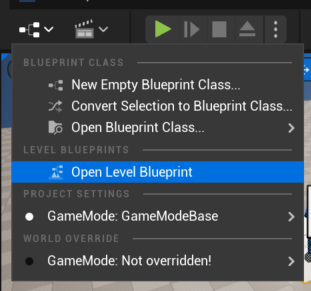 BLUEPRINT CLASS
New Empty Blueprint Class...
Convert Selection to Blueprint Class...
Open Blueprint Class...
LEVEL BLUEPRINTS
Open Level Blueprint
PROJECT SETTINGS
GameMode: GameModeBase
WORLD OVERRIDE
GameMode: Not overridden!